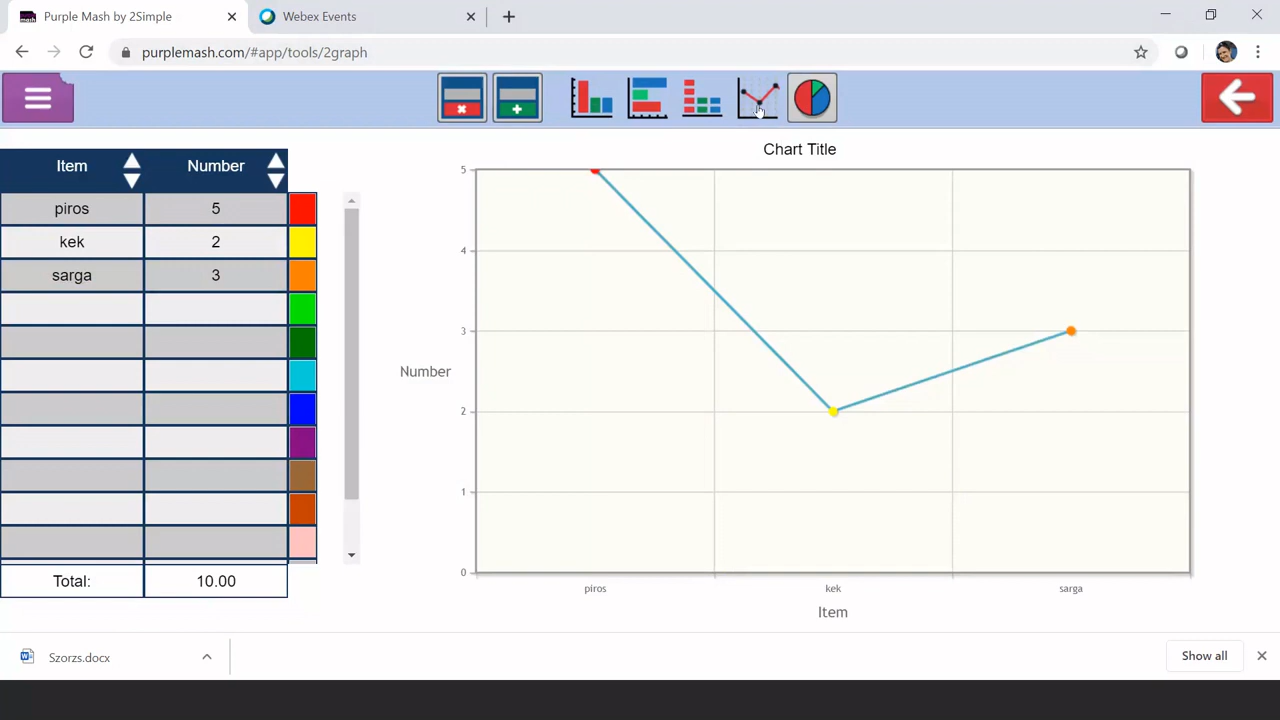 Purple Mash by 2Simple
Webex Events
purplemash.com/#app/tools/2graph
Item Number
piros 5
kek 2
sarga 3
Total: 10.00
Chart Title
5
4
3
2
1
0
Number
piros kek sarga
Item
Szorzs.docx
Show all